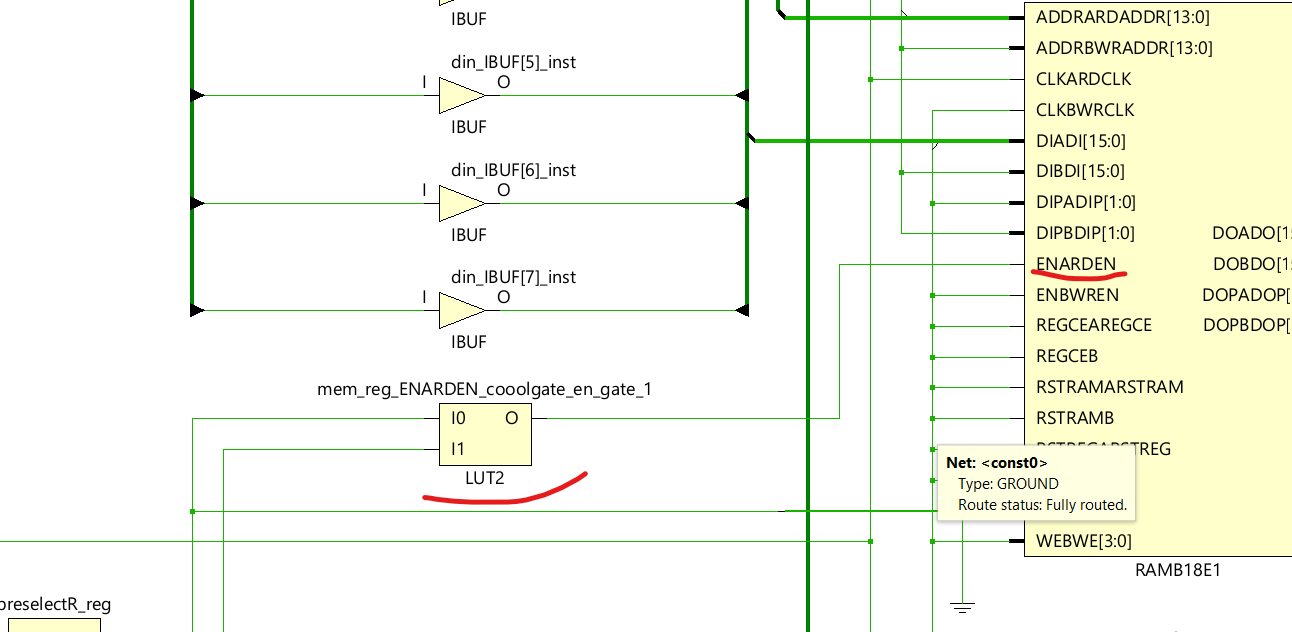 IBUF
din_IBUF[5]_inst
I
O
IBUF
din_IBUF[6]_inst
I
O
IBUF
din_IBUF[7]_inst
I
O
IBUF
mem_reg_ENARDEN_cooolgate_en_gate_1
I0
O
I1
LUT2
preselectR_reg
ADDRARDADDR[13:0]
ADDRBWRADDR[13:0]
CLKARDCLK
CLKBWRCLK
DIADI[15:0]
DIBDI[15:0]
DIPADIP[1:0]
DIPBDIP[1:0]
DOADO[1
ENARDEN
DOBDO[1
ENBWREN
DOPADOP[
REGCEAREGCE
DOPBDOP[
REGCEB
RSTRAMARSTRAM
RSTRAMB
Net: <const0>
Type: GROUND
Route status: Fully routed.
WEBWE[3:0]
RAMB18E1